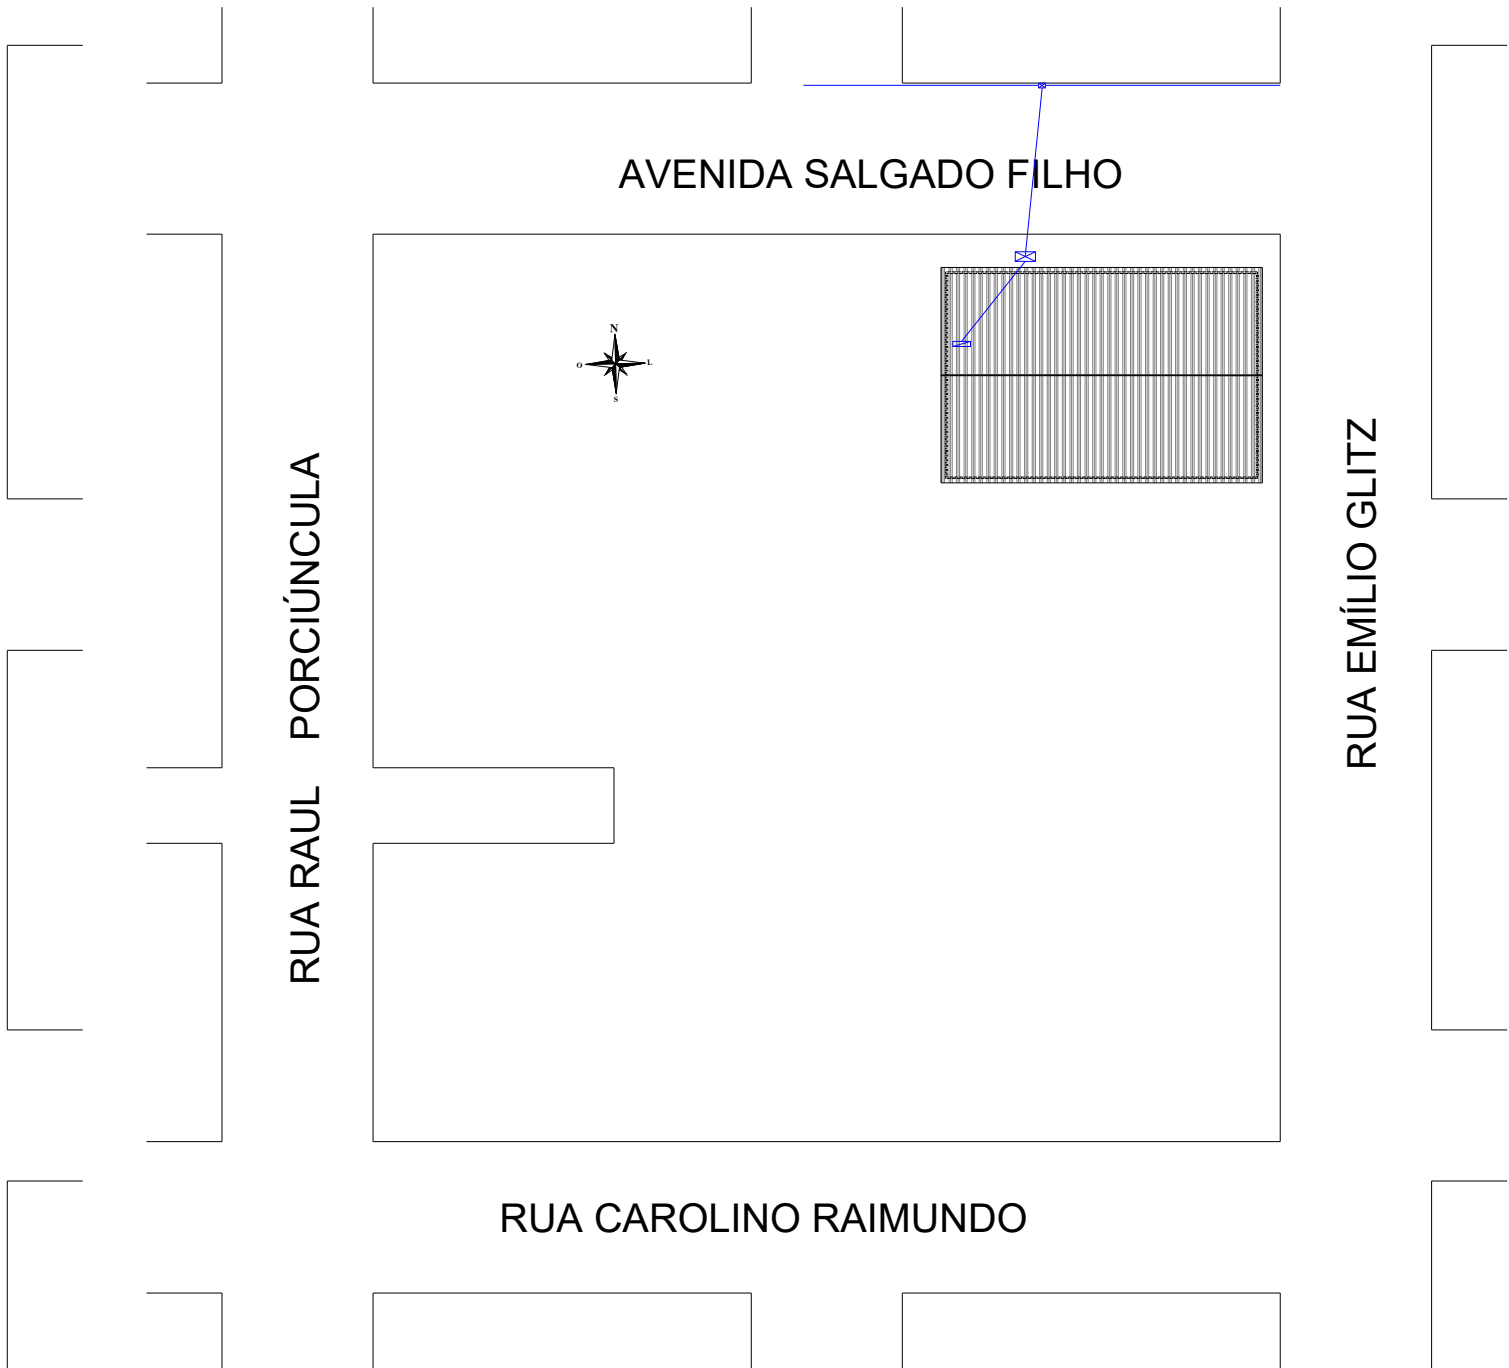 AVENIDA SALGADO FILHO
N
O
L
S
RUA RAUL PORCIÚNCULA
RUA EMÍLIO GLITZ
RUA CAROLINO RAIMUNDO